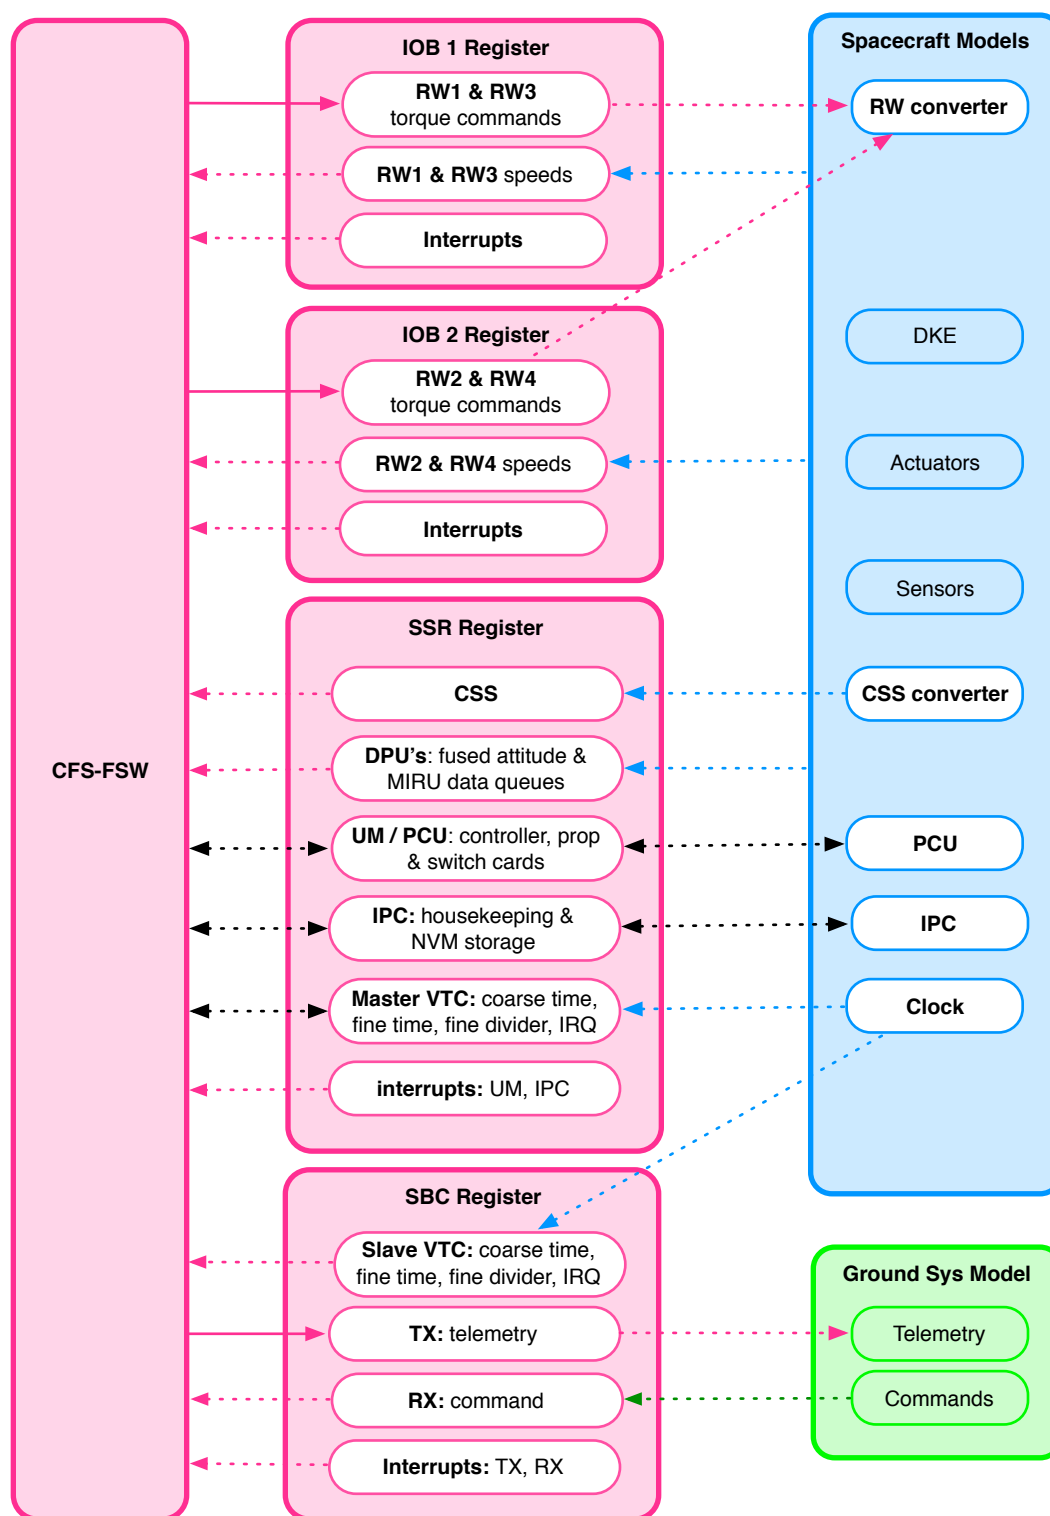 CFS-FSW
IOB 1 Register
RW1 & RW3
torque commands
RW1 & RW3 speeds
Interrupts
IOB 2 Register
RW2 & RW4
torque commands
RW2 & RW4 speeds
Interrupts
SSR Register
CSS
DPU's: fused attitude &
MIRU data queues
UM / PCU: controller, prop
& switch cards
IPC: housekeeping &
NVM storage
Master VTC: coarse time,
fine time, fine divider, IRQ
interrupts: UM, IPC
SBC Register
Slave VTC: coarse time,
fine time, fine divider, IRQ
TX: telemetry
RX: command
Interrupts: TX, RX
Spacecraft Models
RW converter
DKE
Actuators
Sensors
CSS converter
PCU
IPC
Clock
Ground Sys Model
Telemetry
Commands